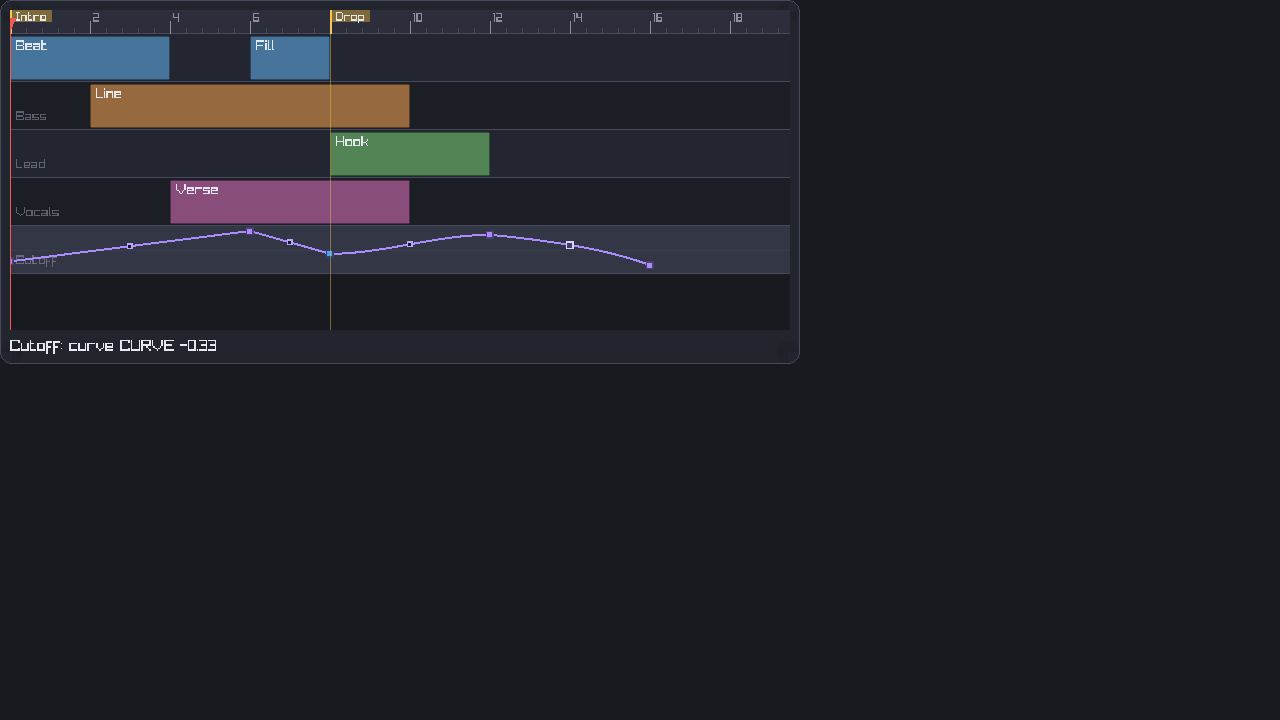 Intro 2 4 6 Drop 10 12 14 16 18
Beat Fill
Line
Bass
Hook
Lead
Verse
Vocals
Cutoff
Cutoff: curve CURVE -0.33